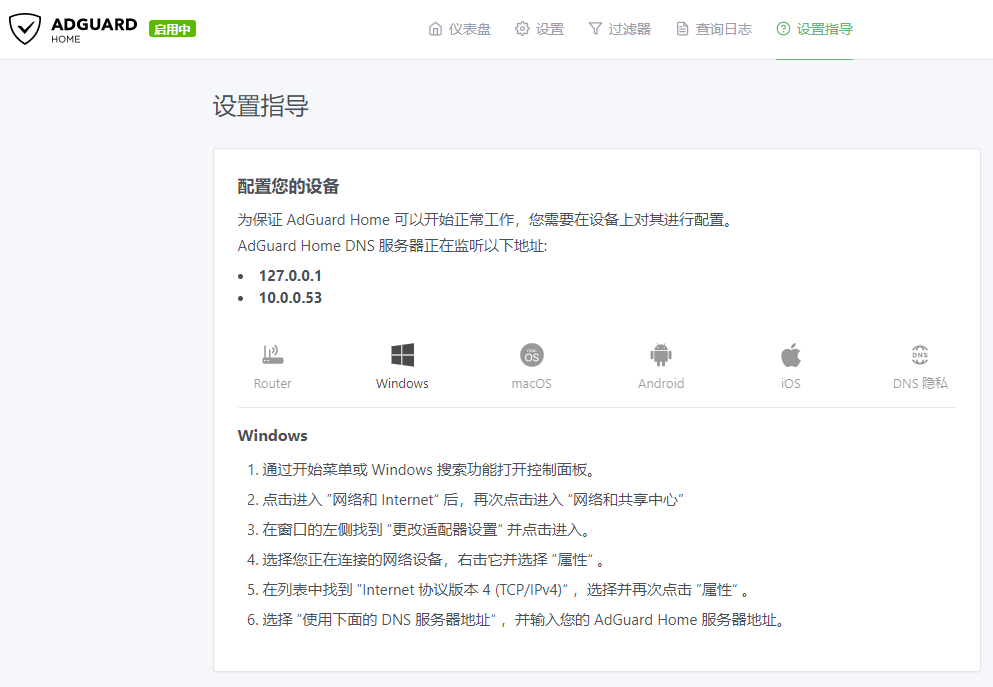 ADGUARD
HOME
启用中
仪表盘
设置
过滤器
查询日志
设置指导
设置指导
配置您的设备
为保证 AdGuard Home 可以开始正常工作，您需要在设备上对其进行配置。
AdGuard Home DNS 服务器正在监听以下地址:
• 127.0.0.1
• 10.0.0.53
macOS
DNS
Router
Windows
macOS
Android
iOS
DNS 隐私
Windows
1. 通过开始菜单或 Windows 搜索功能打开控制面板。
2. 点击进入 “网络和 Internet” 后，再次点击进入 “网络和共享中心”
3. 在窗口的左侧找到 “更改适配器设置” 并点击进入。
4. 选择您正在连接的网络设备，右击它并选择 “属性” 。
5. 在列表中找到 “Internet 协议版本 4 (TCP/IPv4)” ，选择并再次点击 “属性” 。
6. 选择 “使用下面的 DNS 服务器地址” ，并输入您的 AdGuard Home 服务器地址。